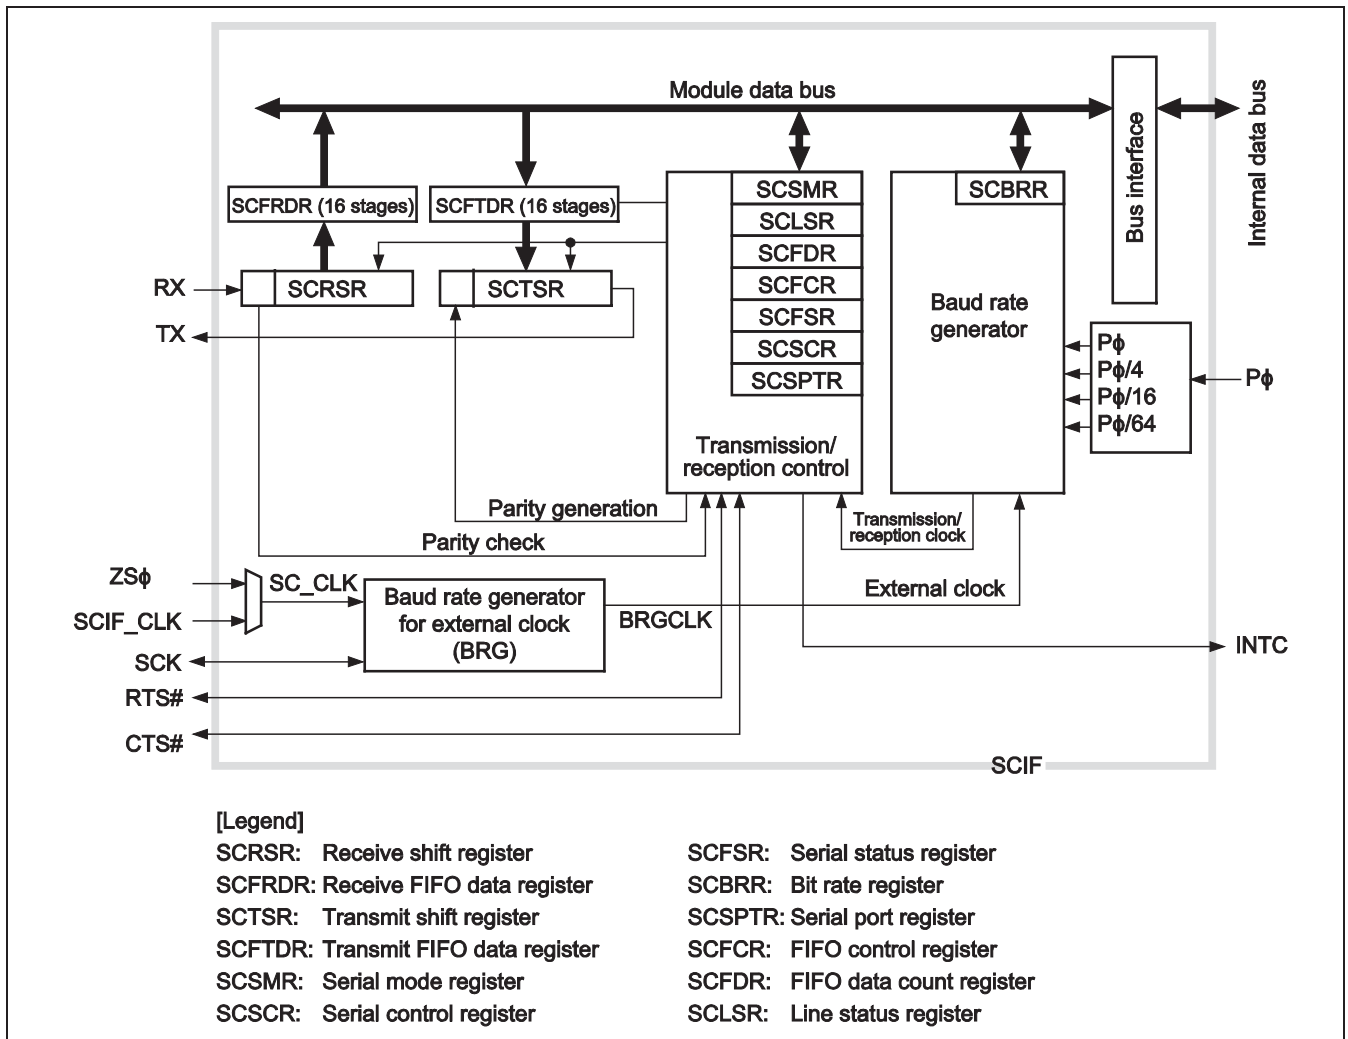 Module data bus
Bus interface
Internal data bus
SCFRDR (16 stages)
SCFTDR (16 stages)
SCSMR
SCLSR
SCFDR
SCFCR
SCFSR
SCSCR
SCSPTR
Transmission/
reception control
SCBRR
Baud rate
generator
RX
SCRSR
SCTSR
TX
Pϕ
Pϕ/4
Pϕ/16
Pϕ/64
Pϕ
Parity generation
Parity check
Transmission/
reception clock
ZSϕ
SC_CLK
SCIF_CLK
Baud rate generator
for external clock
(BRG)
BRGCLK
External clock
SCK
INTC
RTS#
CTS#
SCIF
[Legend]
SCRSR: Receive shift register
SCFRDR: Receive FIFO data register
SCTSR: Transmit shift register
SCFTDR: Transmit FIFO data register
SCSMR: Serial mode register
SCSCR: Serial control register
SCFSR: Serial status register
SCBRR: Bit rate register
SCSPTR: Serial port register
SCFCR: FIFO control register
SCFDR: FIFO data count register
SCLSR: Line status register